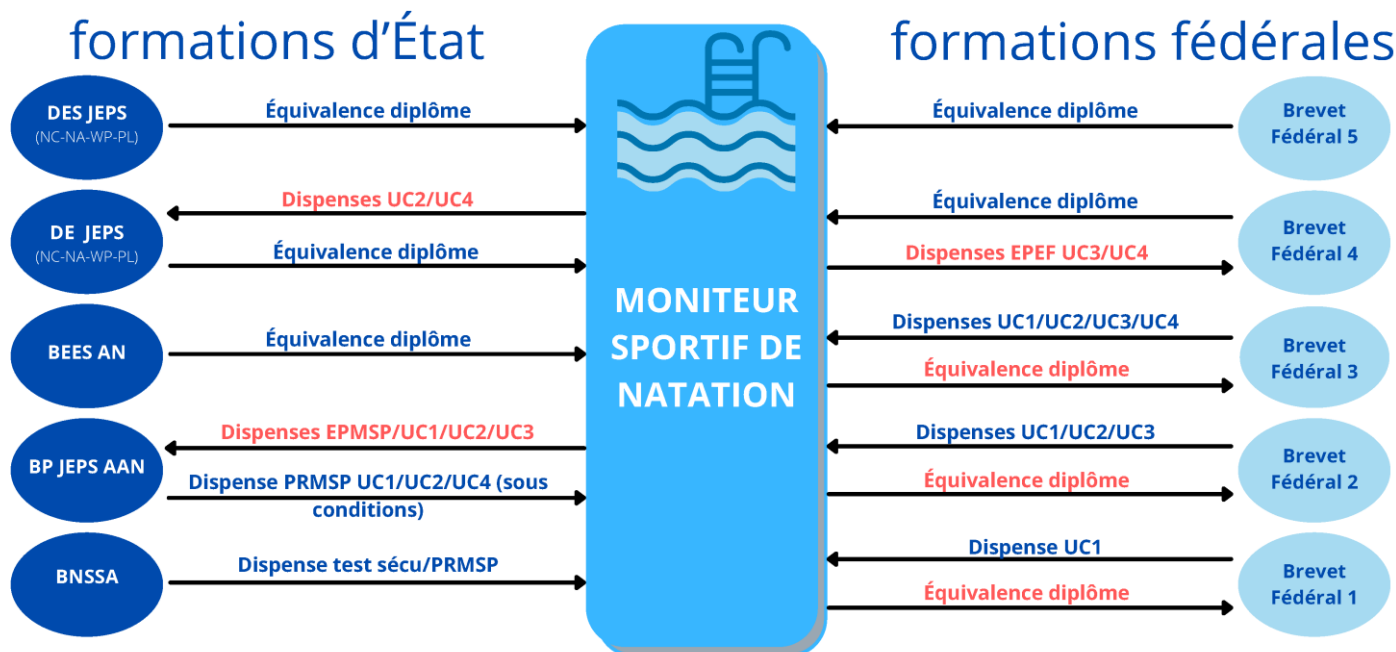 formations d'État
formations fédérales
DES JEPS
(NC-NA-WP-PL)
Équivalence diplôme
Équivalence diplôme
Brevet
Fédéral 5
DE JEPS
(NC-NA-WP-PL)
Dispenses UC2/UC4
Équivalence diplôme
Équivalence diplôme
Dispenses EPEF UC3/UC4
Brevet
Fédéral 4
MONITEUR
SPORTIF DE
NATATION
BEES AN
Équivalence diplôme
Dispenses UC1/UC2/UC3/UC4
Équivalence diplôme
Brevet
Fédéral 3
BP JEPS AAN
Dispenses EPMSP/UC1/UC2/UC3
Dispense PRMSP UC1/UC2/UC4 (sous
conditions)
Dispenses UC1/UC2/UC3
Équivalence diplôme
Brevet
Fédéral 2
BNSSA
Dispense test sécu/PRMSP
Dispense UC1
Équivalence diplôme
Brevet
Fédéral 1